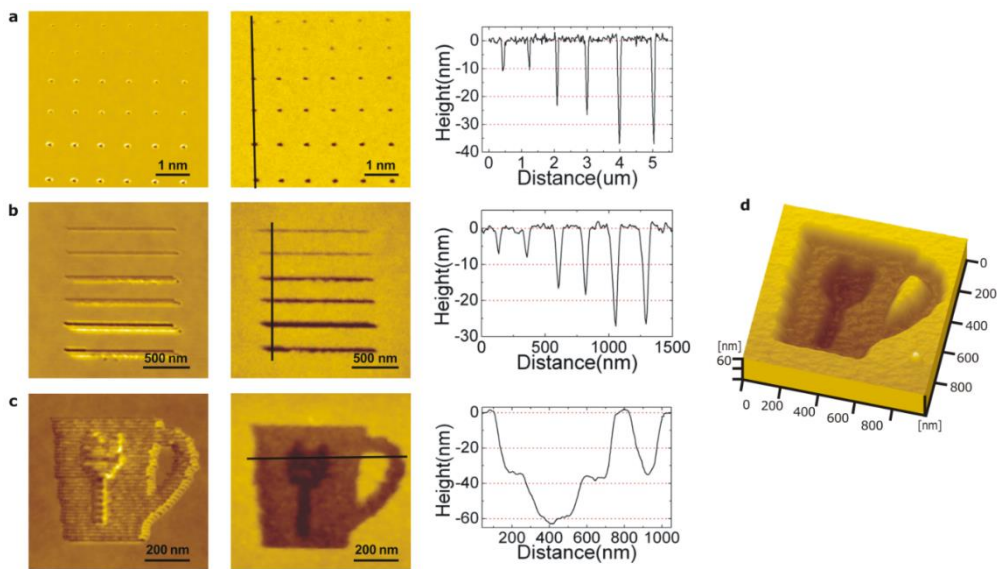 a
1 nm
1 nm
Height(nm)
0
-10
-20
-30
-40
0 1 2 3 4 5
Distance(um)
b
500 nm
500 nm
Height(nm)
0
-10
-20
-30
0 500 1000 1500
Distance(nm)
c
200 nm
200 nm
Height(nm)
0
-20
-40
-60
200 400 600 800 1000
Distance(nm)
d
0
200
400
600
800
[nm]
60
0 200 400 600 800 [nm]